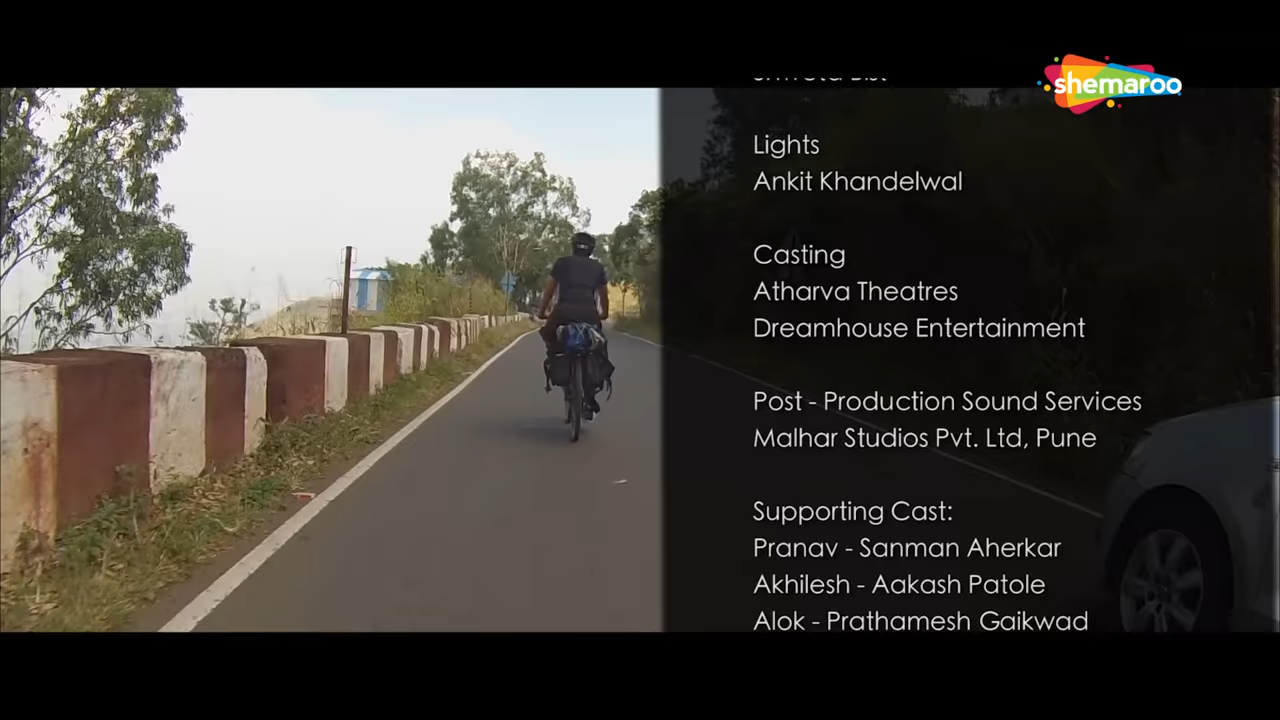 shemaroo
Lights
Ankit Khandelwal
Casting
Atharva Theatres
Dreamhouse Entertainment
Post - Production Sound Services
Malhar Studios Pvt. Ltd, Pune
Supporting Cast:
Pranav - Sanman Aherkar
Akhilesh - Aakash Patole
Alok - Prathamesh Gaikwad